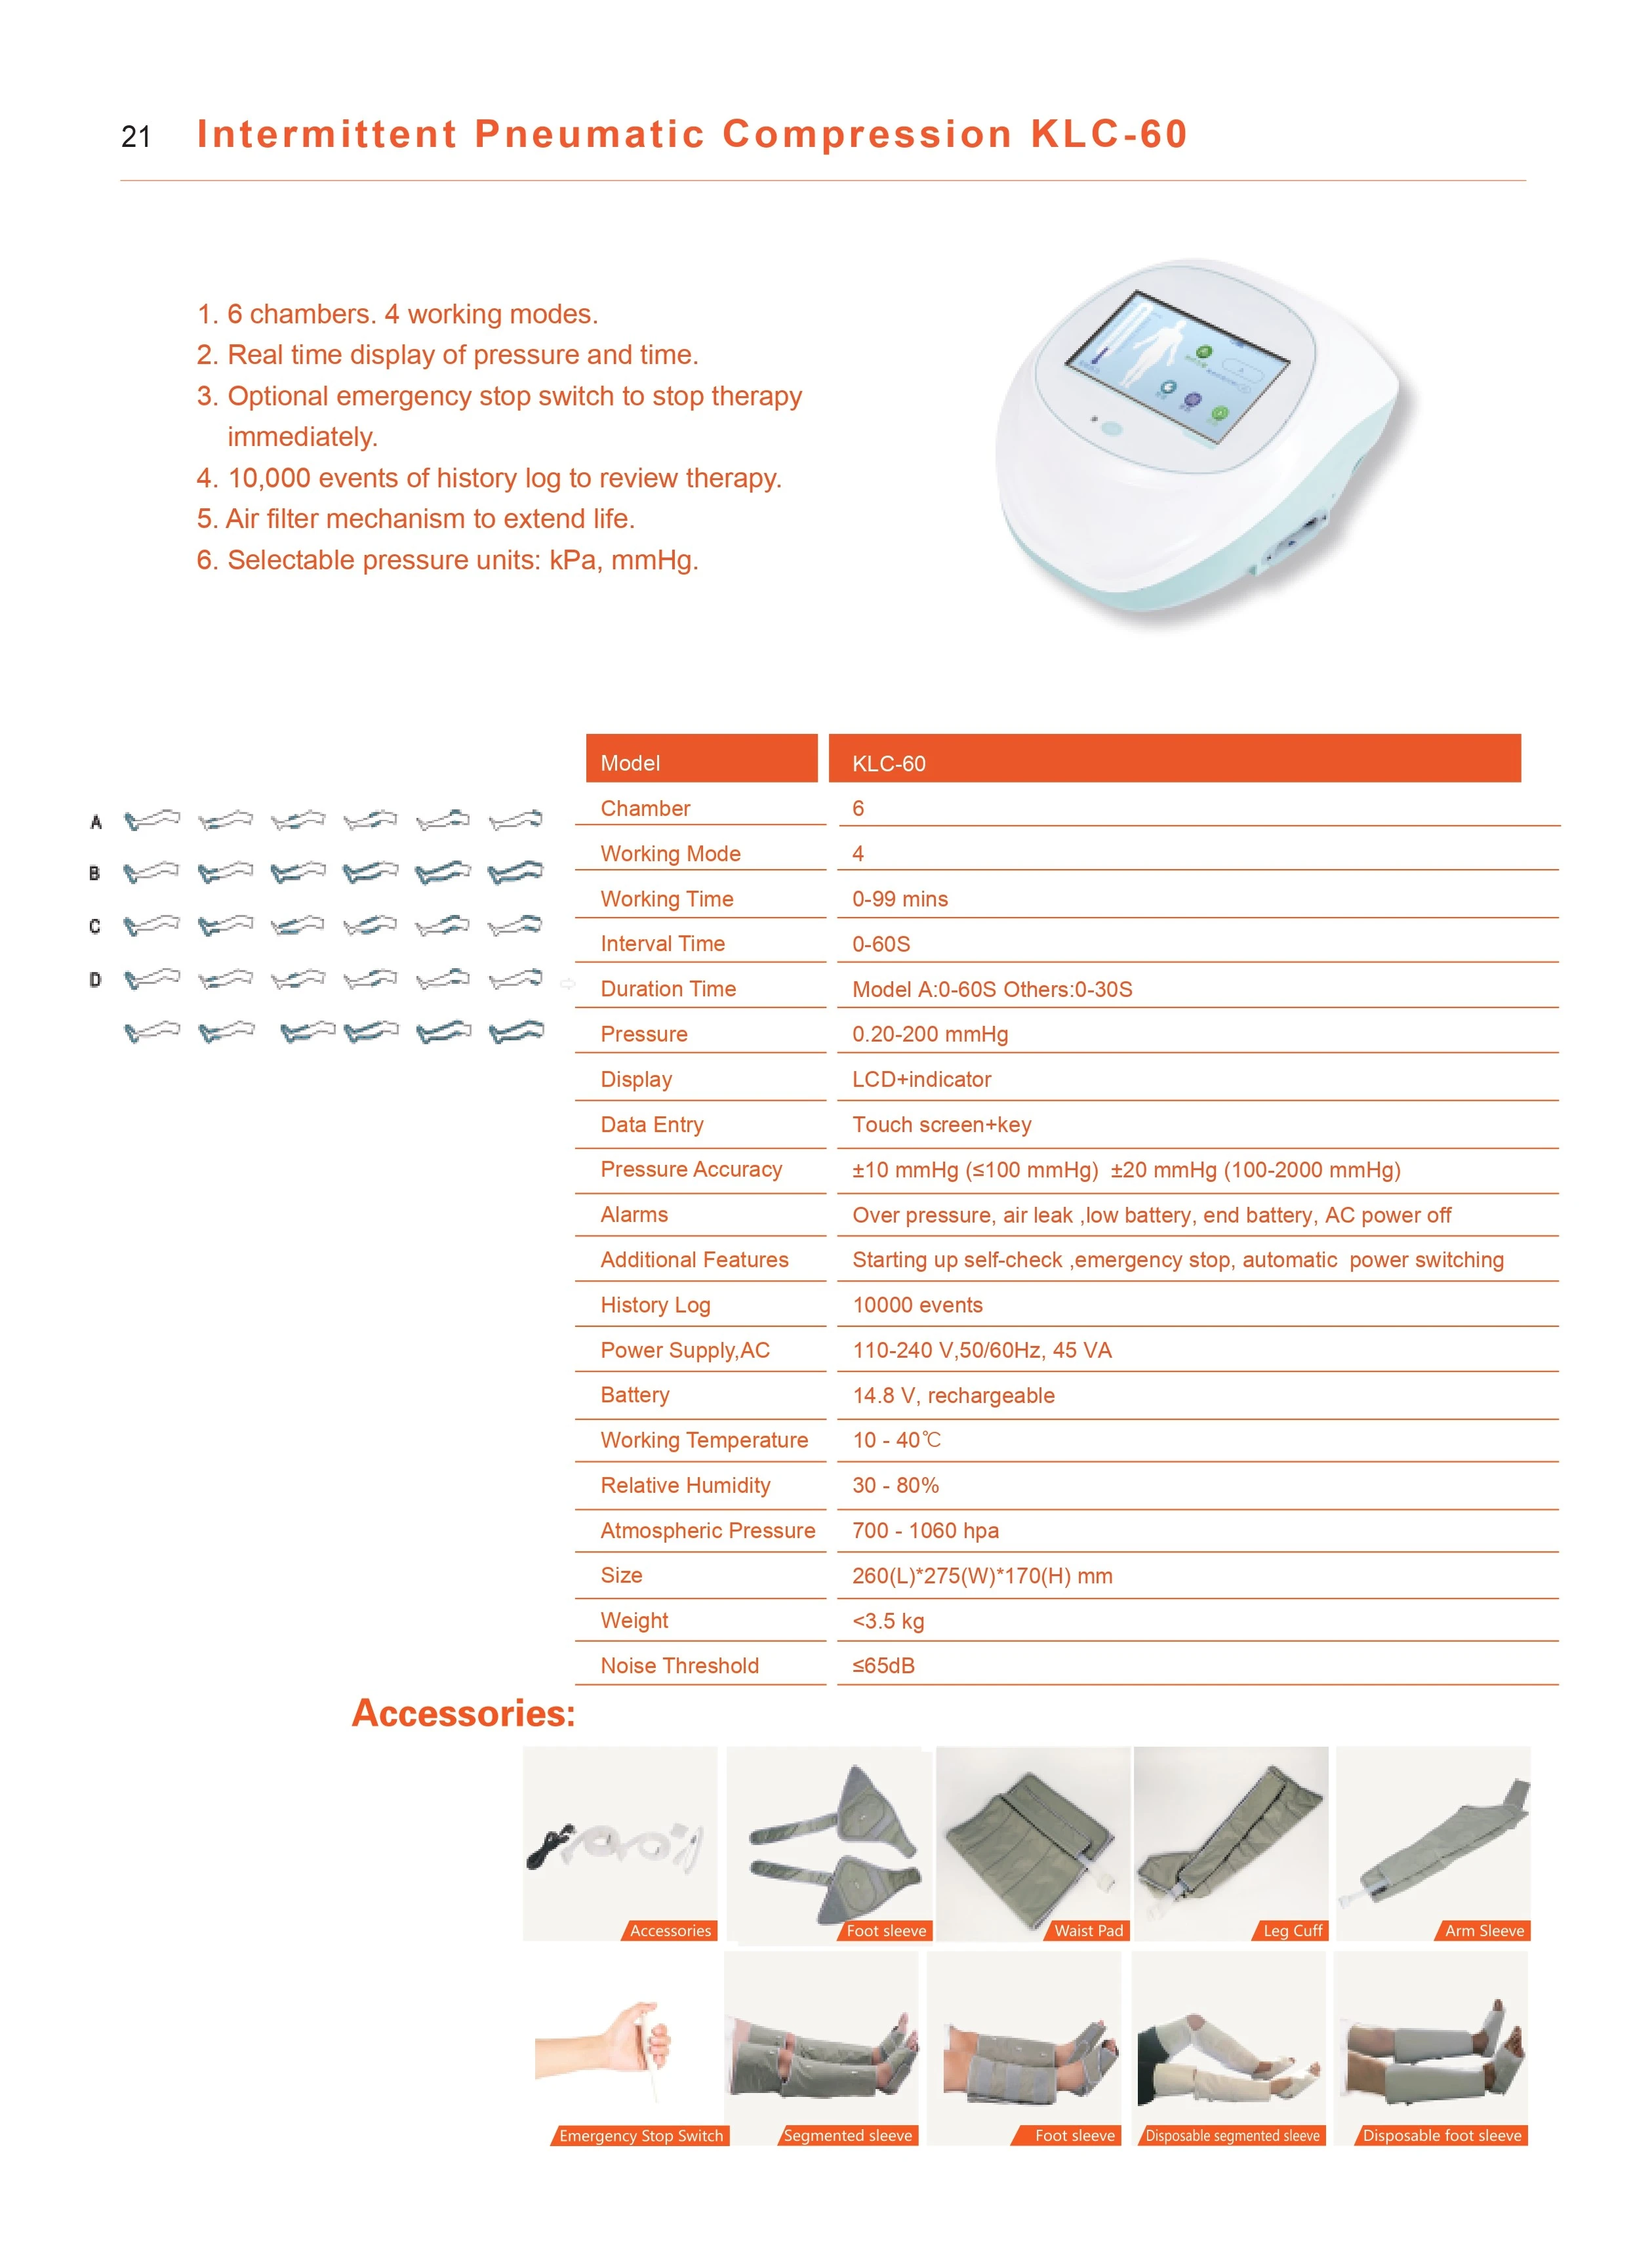 21 Intermittent Pneumatic Compression KLC-60
1. 6 chambers. 4 working modes.
2. Real time display of pressure and time.
3. Optional emergency stop switch to stop therapy
immediately.
4. 10,000 events of history log to review therapy.
5. Air filter mechanism to extend life.
6. Selectable pressure units: kPa, mmHg.
A
B
C
D
Model KLC-60
Chamber 6
Working Mode 4
Working Time 0-99 mins
Interval Time 0-60S
Duration Time Model A:0-60S Others:0-30S
Pressure 0.20-200 mmHg
Display LCD+indicator
Data Entry Touch screen+key
Pressure Accuracy ±10 mmHg (≤100 mmHg) ±20 mmHg (100-2000 mmHg)
Alarms Over pressure, air leak ,low battery, end battery, AC power off
Additional Features Starting up self-check ,emergency stop, automatic power switching
History Log 10000 events
Power Supply,AC 110-240 V,50/60Hz, 45 VA
Battery 14.8 V, rechargeable
Working Temperature 10 - 40℃
Relative Humidity 30 - 80%
Atmospheric Pressure 700 - 1060 hpa
Size 260(L)*275(W)*170(H) mm
Weight <3.5 kg
Noise Threshold ≤65dB
Accessories:
Accessories Foot sleeve Waist Pad Leg Cuff Arm Sleeve
Emergency Stop Switch Segmented sleeve Foot sleeve Disposable segmented sleeve Disposable foot sleeve